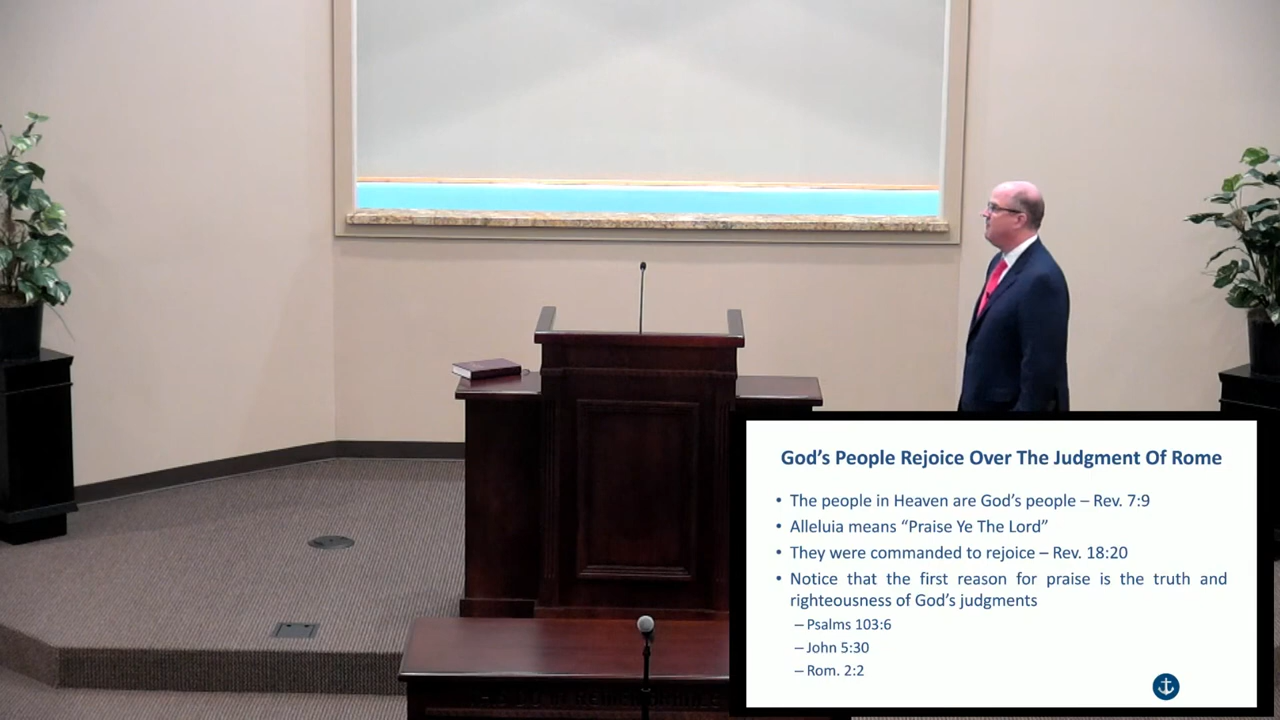 God's People Rejoice Over The Judgment Of Rome
• The people in Heaven are God's people – Rev. 7:9
• Alleluia means “Praise Ye The Lord”
• They were commanded to rejoice – Rev. 18:20
• Notice that the first reason for praise is the truth and
righteousness of God's judgments
– Psalms 103:6
– John 5:30
– Rom. 2:2